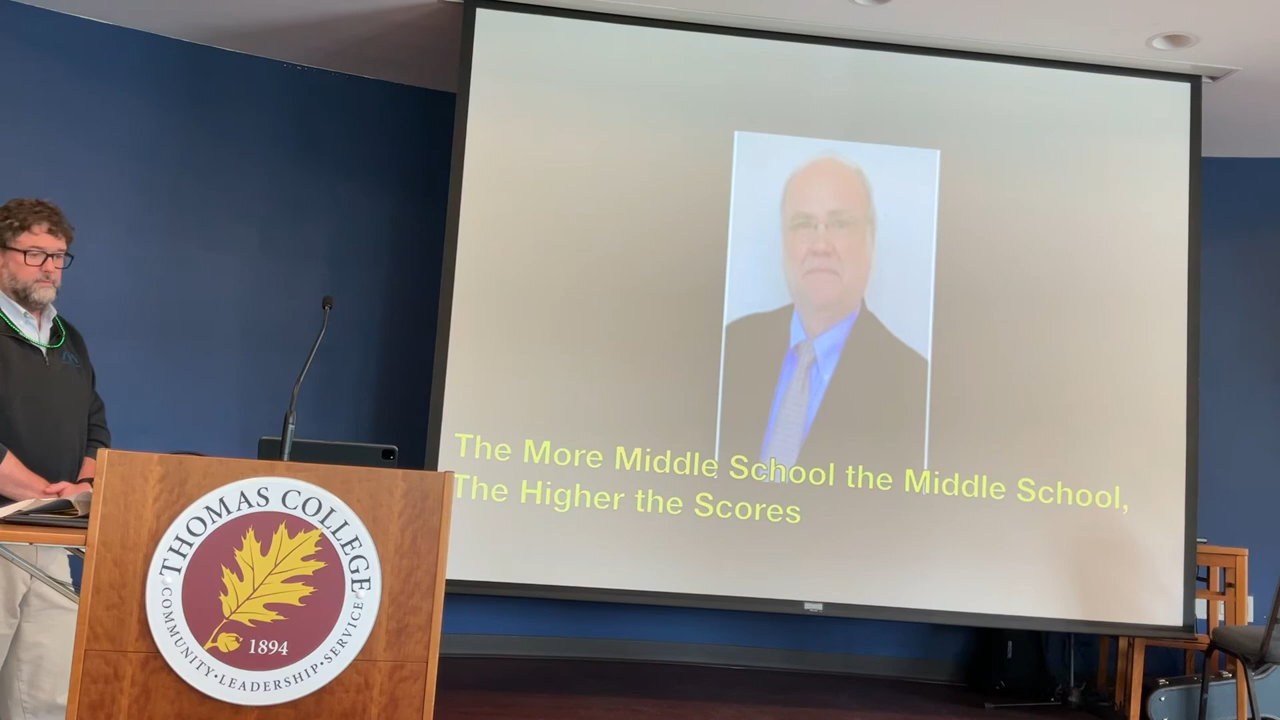 The More Middle School the Middle School,
The Higher the Scores
THOMAS COLLEGE
1894
COMMUNITY·LEADERSHIP·SERVICE